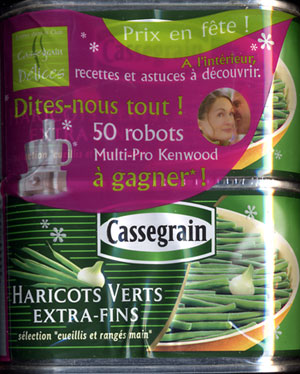 Prix en fête !
Cassegrain
Délices
A l'intérieur,
recettes et astuces à découvrir.
Dites-nous tout !
50 robots
Multi-Pro Kenwood
à gagner* !
Cassegrain
HARICOTS VERTS
EXTRA-FINS
sélection "cueillis et rangés main"